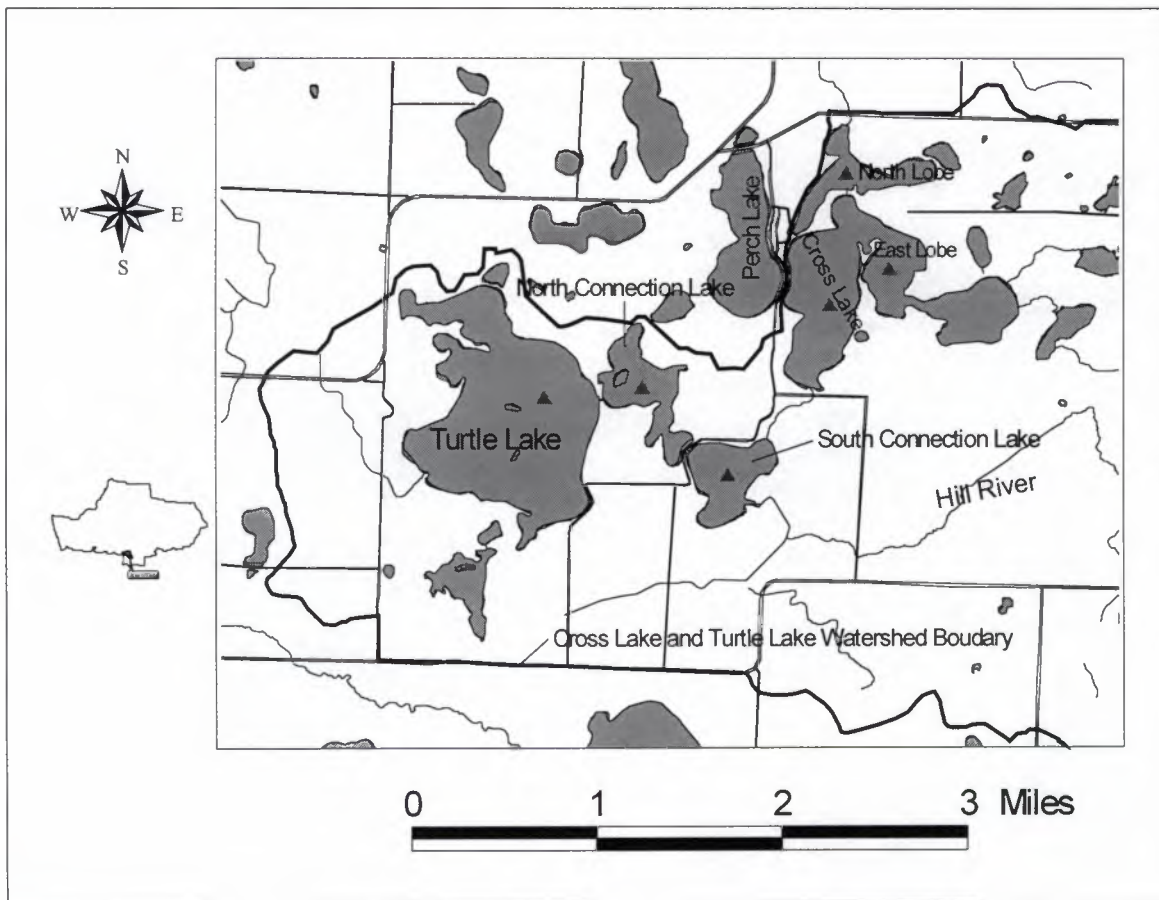 N
W E
S
North Lobe
Perch Lake
Cross Lake
East Lobe
North Connection Lake
Turtle Lake
South Connection Lake
Hill River
Cross Lake and Turtle Lake Watershed Boudary
0 1 2 3 Miles